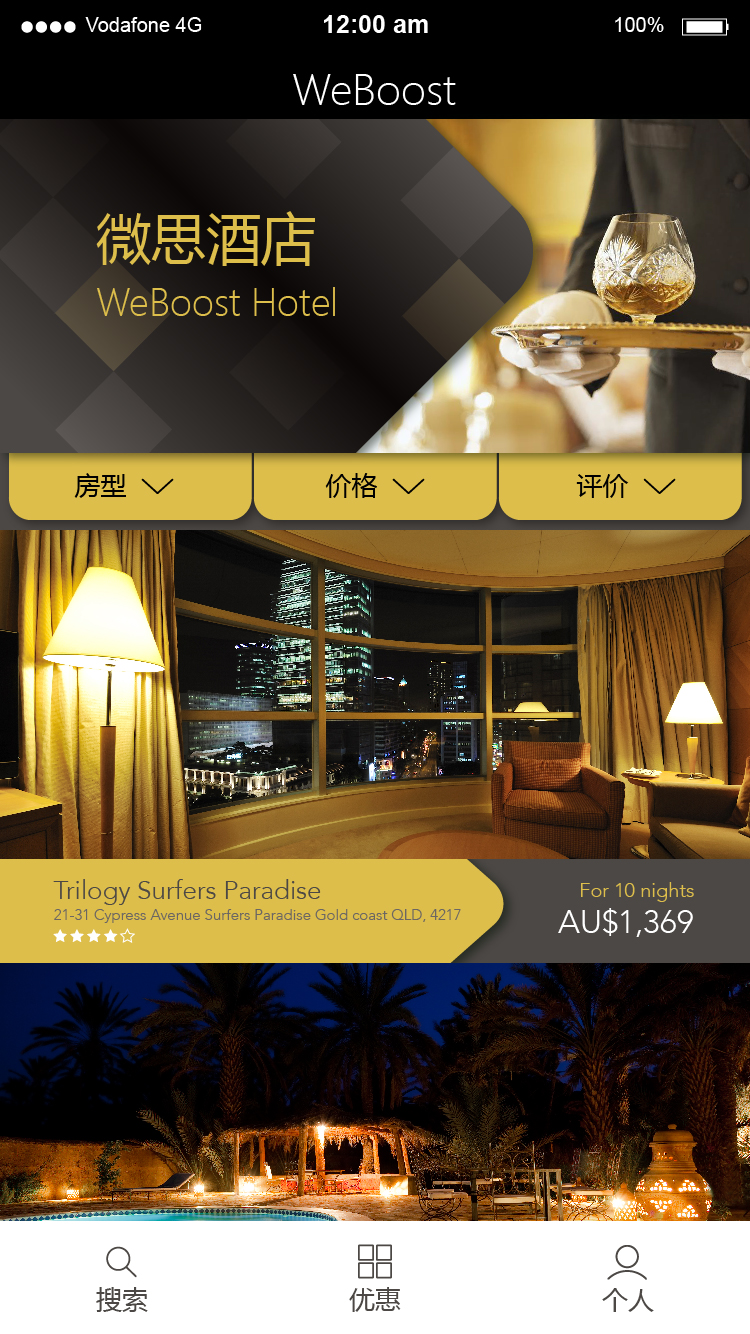 Vodafone 4G 12:00 am 100%
WeBoost
微思酒店
WeBoost Hotel
房型 价格 评价
Trilogy Surfers Paradise
21-31 Cypress Avenue Surfers Paradise Gold coast QLD, 4217
For 10 nights
AU$1,369
搜索 优惠 个人